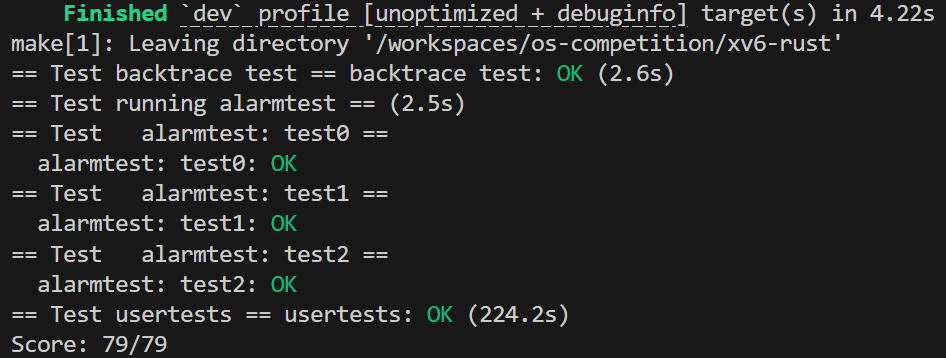 Finished `dev` profile [unoptimized + debuginfo] target(s) in 4.22s
make[1]: Leaving directory '/workspaces/os-competition/xv6-rust'
== Test backtrace test == backtrace test: OK (2.6s)
== Test running alarmtest == (2.5s)
== Test   alarmtest: test0 ==
  alarmtest: test0: OK
== Test   alarmtest: test1 ==
  alarmtest: test1: OK
== Test   alarmtest: test2 ==
  alarmtest: test2: OK
== Test usertests == usertests: OK (224.2s)
Score: 79/79